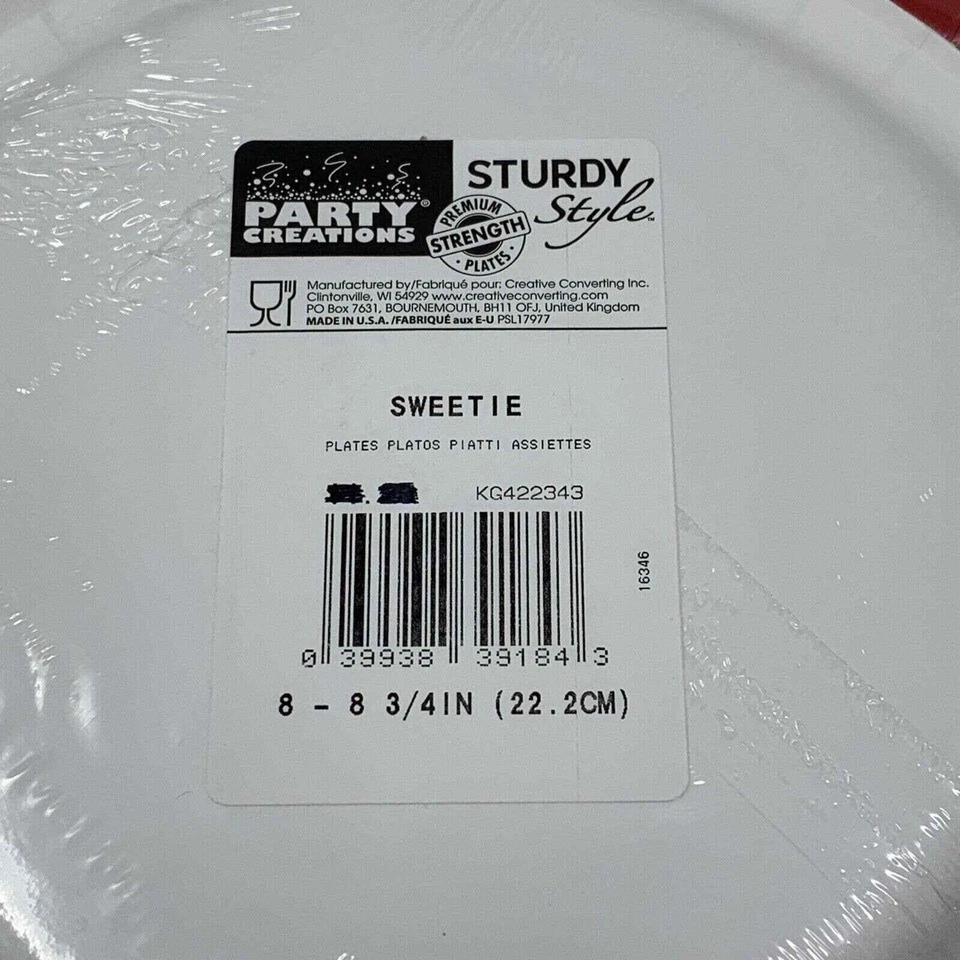 PARTY®
CREATIONS
STURDY
Style™
PREMIUM
STRENGTH
• PLATES •
Manufactured by/Fabriqué pour: Creative Converting Inc.
Clintonville, WI 54929 www.creativeconverting.com
PO Box 7631, BOURNEMOUTH, BH11 OFJ, United Kingdom
MADE IN U.S.A. /FABRIQUÉ aux E-U PSL17977
SWEETIE
PLATES PLATOS PIATTI ASSIETTES
KG422343
16346
0 39938 39184 3
8 - 8 3/4IN (22.2CM)